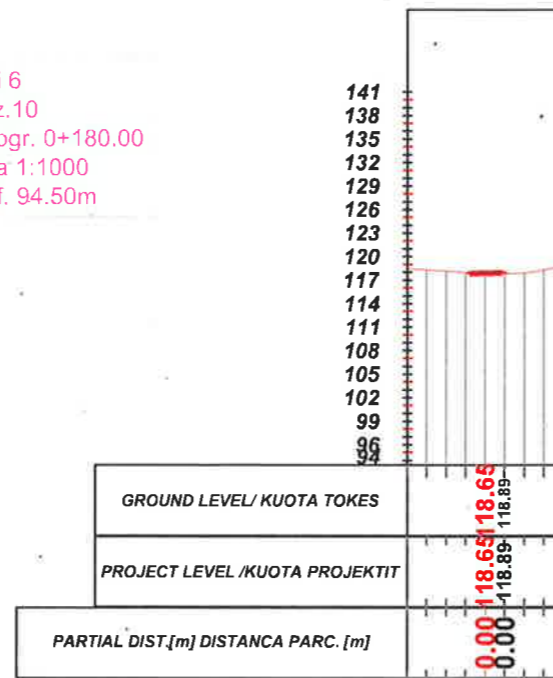 6
z.10
ogr. 0+180.00
a 1:1000
f. 94.50m
141
138
135
132
129
126
123
120
117
114
111
108
105
102
99
96
94
GROUND LEVEL/ KUOTA TOKES 118.65 118.89
PROJECT LEVEL /KUOTA PROJEKTIT 118.65 118.89
PARTIAL DIST.[m] DISTANCA PARC. [m] 0.00 0.00